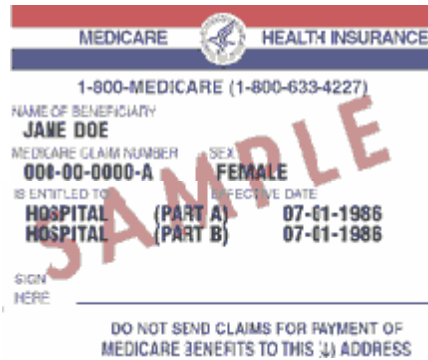 MEDICARE HEALTH INSURANCE
1-800-MEDICARE (1-800-633-4227)
NAME OF BENEFICIARY
JANE DOE
MEDICARE CLAIM NUMBER SEX
000-00-0000-A FEMALE
IS ENTITLED TO EFFECTIVE DATE
HOSPITAL (PART A) 07-01-1986
HOSPITAL (PART B) 07-01-1986
SAMPLE
SIGN
HERE
DO NOT SEND CLAIMS FOR PAYMENT OF
MEDICARE BENEFITS TO THIS (↓) ADDRESS